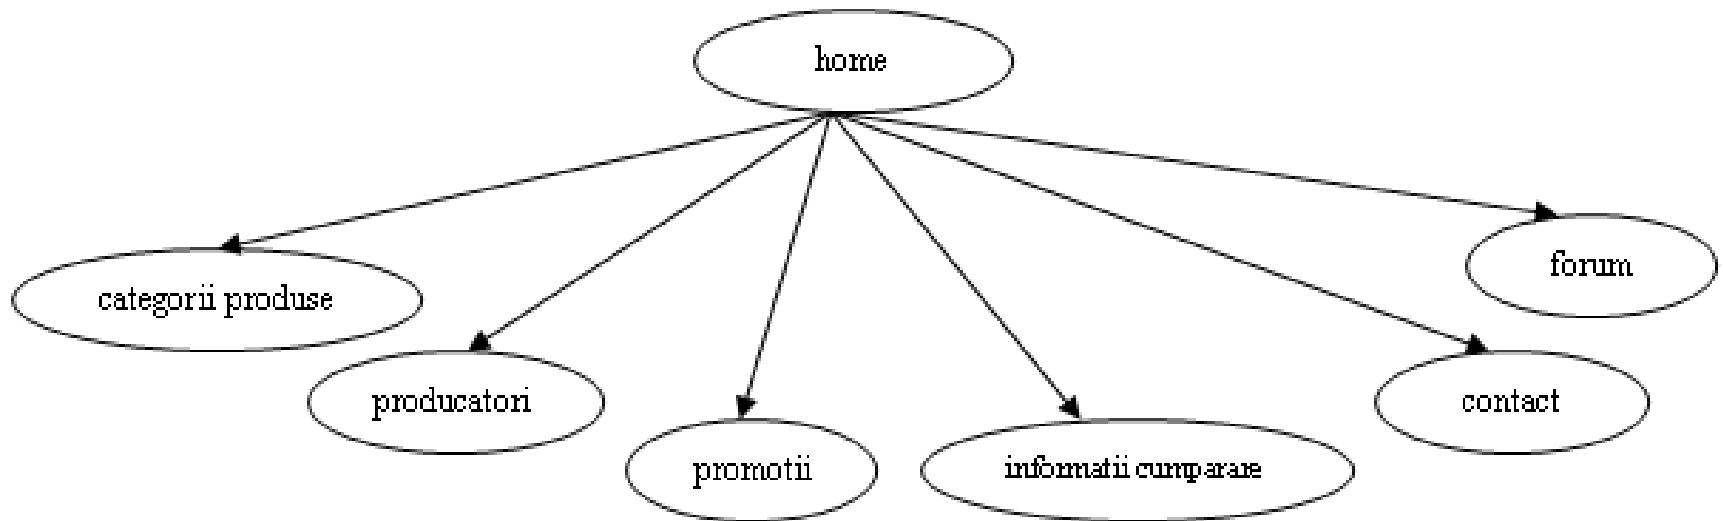 home
categorii produse
producatori
promotii
informatii cumparare
contact
forum